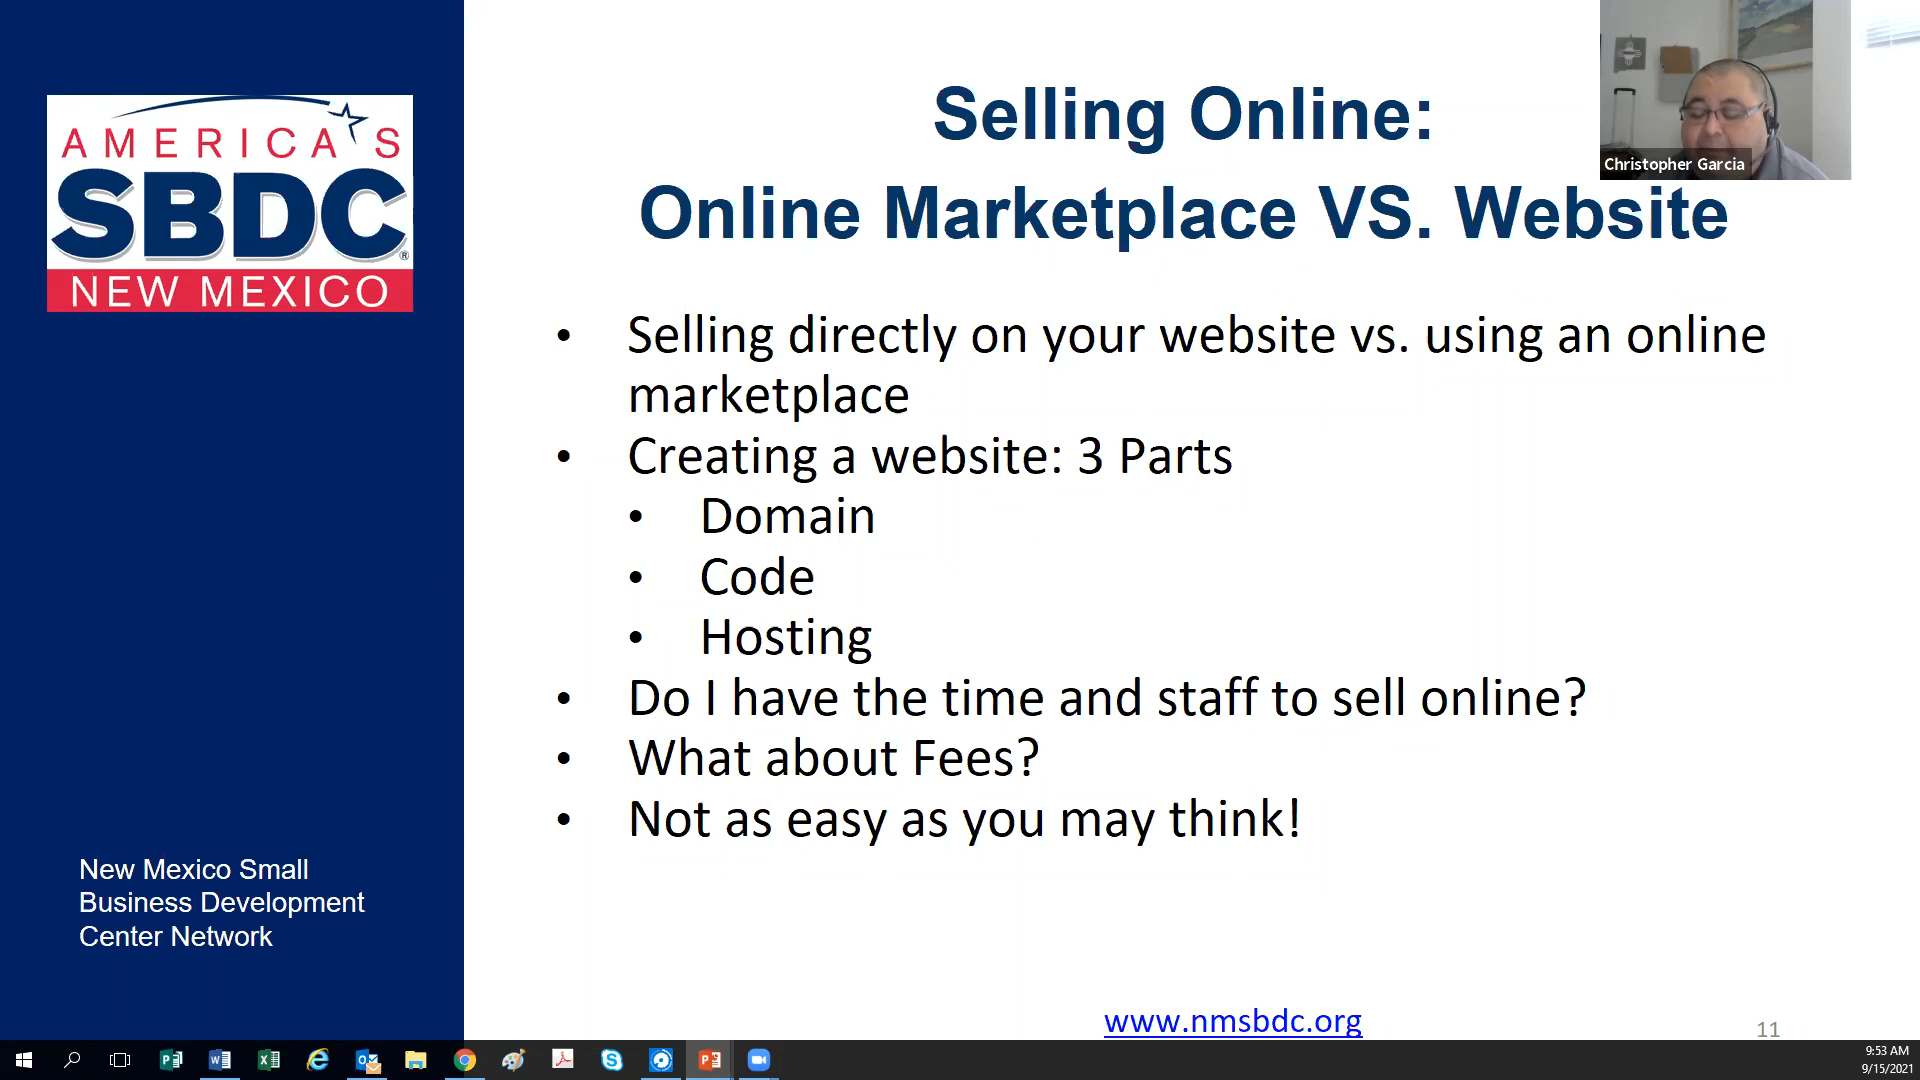 AMERICA'S
SBDC®
NEW MEXICO
Selling Online:
Online Marketplace VS. Website
Christopher Garcia
• Selling directly on your website vs. using an online
marketplace
• Creating a website: 3 Parts
• Domain
• Code
• Hosting
• Do I have the time and staff to sell online?
• What about Fees?
• Not as easy as you may think!
New Mexico Small
Business Development
Center Network
www.nmsbdc.org
11
9:53 AM
9/15/2021